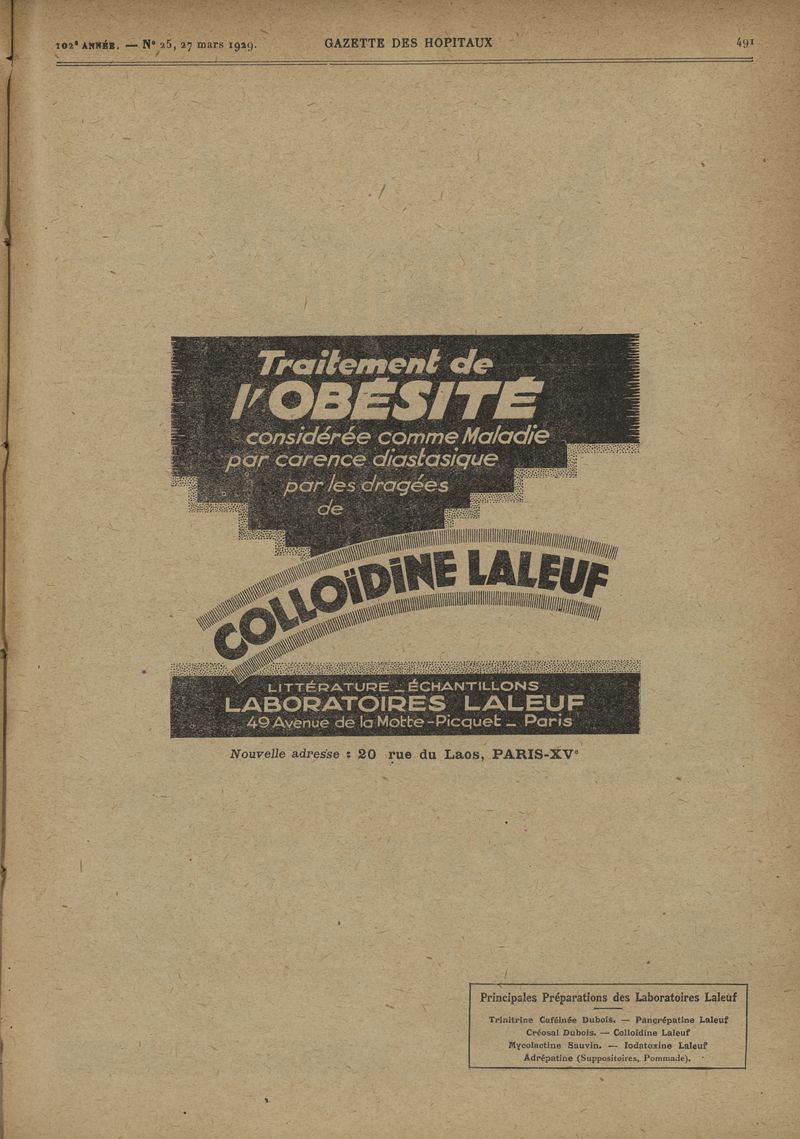 102e ANNÉE. — N° 25, 27 mars 1929. GAZETTE DES HOPITAUX 491
Traitement de
l'OBÉSITÉ
considérée comme Maladie
par carence diastasique
par les dragées
de
COLLOÏDINE LALEUF
LITTÉRATURE _ ÉCHANTILLONS
LABORATOIRES LALEUF
49 Avenue de la Motte-Picquet _ Paris
Nouvelle adresse : 20 rue du Laos, PARIS-XVe
Principales Préparations des Laboratoires Laleuf
Trinitrine Caféinée Dubois. — Pancrépatine Laleuf
Créosal Dubois. — Colloïdine Laleuf
Mycolactine Sauvin. — Iodatoxine Laleuf
Adrépatine (Suppositoires, Pommade).